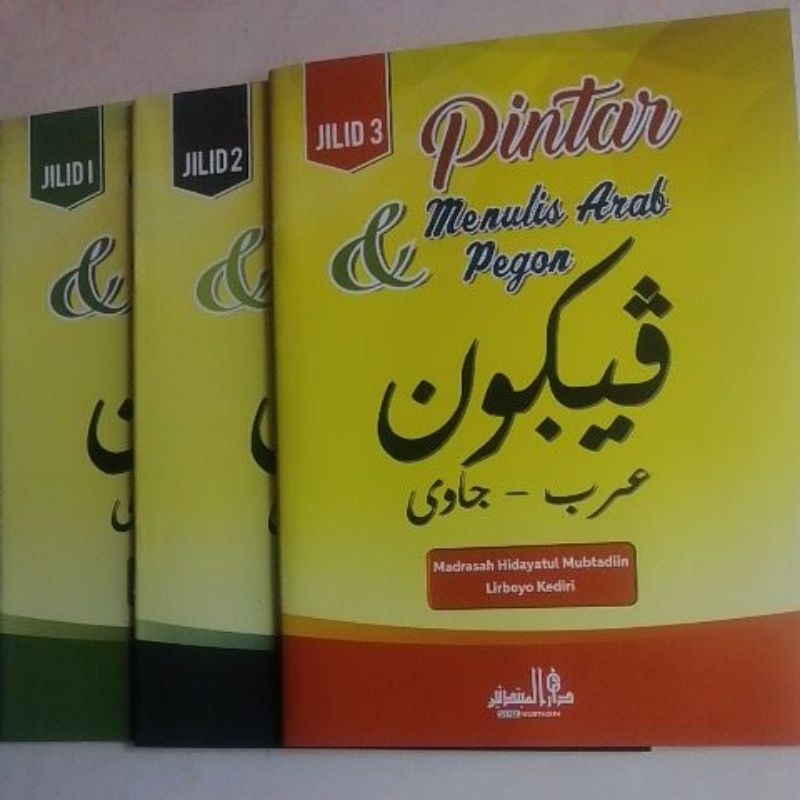 JILID 1
&
JILID 2
&
JILID 3
Pintar
& Menulis Arab
Pegon
ڤيكون
عرب - جاوى
Madrasah Hidayatul Mubtadiin
Lirboyo Kediri